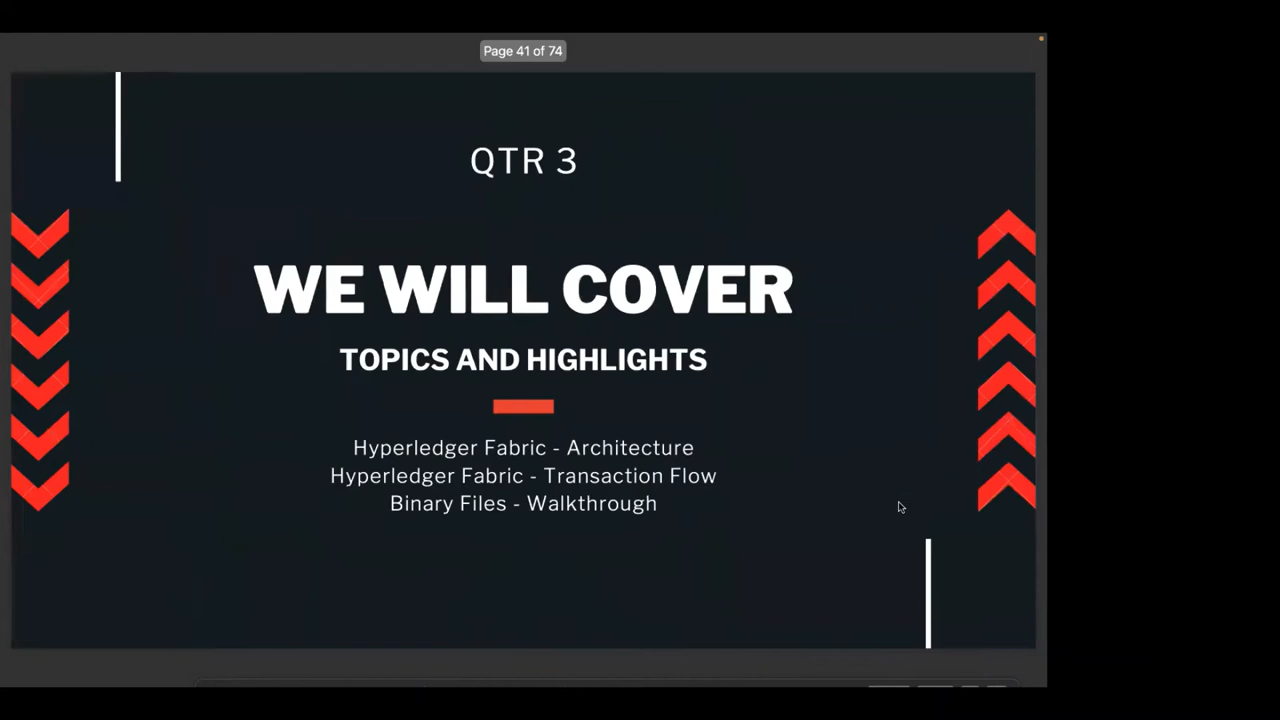 Page 41 of 74
QTR 3
WE WILL COVER
TOPICS AND HIGHLIGHTS
Hyperledger Fabric - Architecture
Hyperledger Fabric - Transaction Flow
Binary Files - Walkthrough